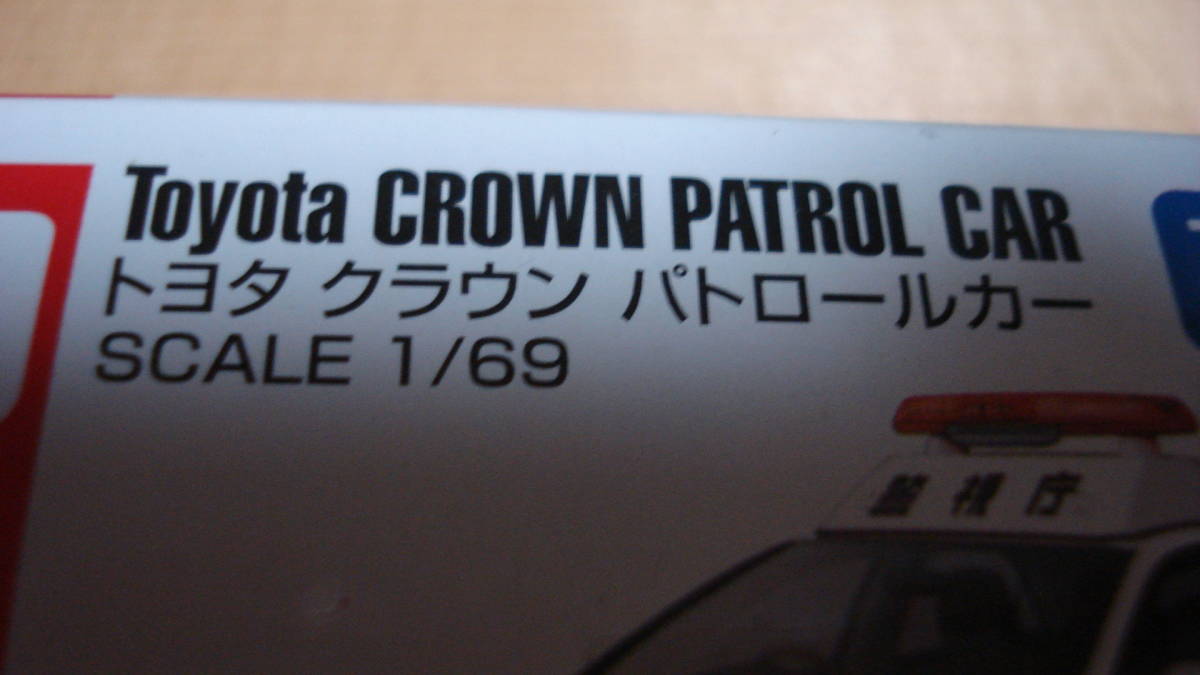 Toyota CROWN PATROL CAR
トヨタ クラウン パトロールカー
SCALE 1/69
監視庁